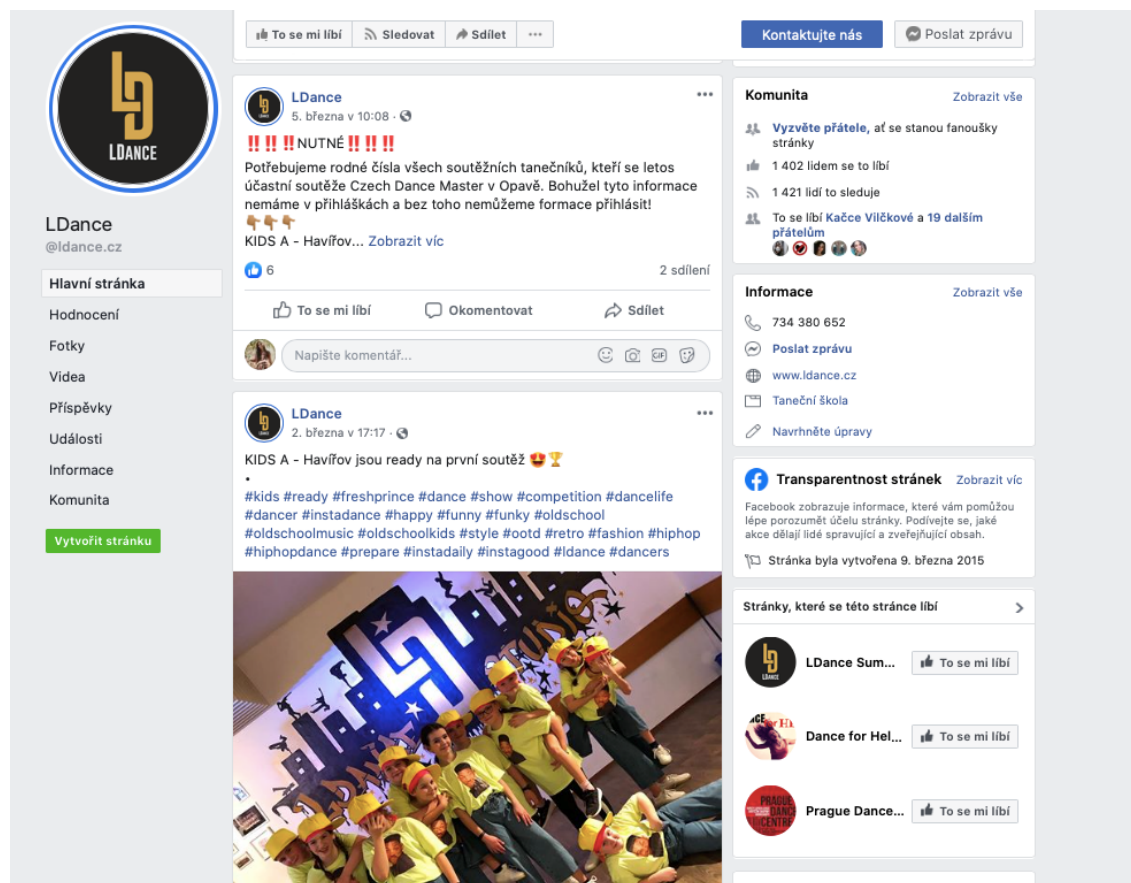 LDANCE
LDance
@ldance.cz
Hlavní stránka
Hodnocení
Fotky
Videa
Příspěvky
Události
Informace
Komunita
Vytvořit stránku
To se mi líbí
Sledovat
Sdílet
Kontaktujte nás
Poslat zprávu
LDance
5. března v 10:08 ·
‼️‼️‼️NUTNÉ‼️‼️‼️
Potřebujeme rodné čísla všech soutěžních tanečníků, kteří se letos
účastní soutěže Czech Dance Master v Opavě. Bohužel tyto informace
nemáme v přihláškách a bez toho nemůžeme formace přihlásit!
👇🏽👇🏽👇🏽
KIDS A - Havířov... Zobrazit víc
6
2 sdílení
To se mi líbí
Okomentovat
Sdílet
Napište komentář...
GIF
LDance
2. března v 17:17 ·
KIDS A - Havířov jsou ready na první soutěž 😍🏆
•
#kids #ready #freshprince #dance #show #competition #dancelife
#dancer #instadance #happy #funny #funky #oldschool
#oldschoolmusic #oldschoolkids #style #ootd #retro #fashion #hiphop
#hiphopdance #prepare #instadaily #instagood #ldance #dancers
LDANCE STUDIO
Komunita
Zobrazit vše
Vyzvěte přátele, ať se stanou fanoušky
stránky
1 402 lidem se to líbí
1 421 lidí to sleduje
To se líbí Kačce Vilčkové a 19 dalším
přátelům
Informace
Zobrazit vše
734 380 652
Poslat zprávu
www.ldance.cz
Taneční škola
Navrhněte úpravy
Transparentnost stránek
Zobrazit víc
Facebook zobrazuje informace, které vám pomůžou
lépe porozumět účelu stránky. Podívejte se, jaké
akce dělají lidé spravující a zveřejňující obsah.
Stránka byla vytvořena 9. března 2015
Stránky, které se této stránce líbí
LDance Sum...
To se mi líbí
Dance for Hel...
To se mi líbí
PRAGUE
DANCE
CENTRE
Prague Dance...
To se mi líbí